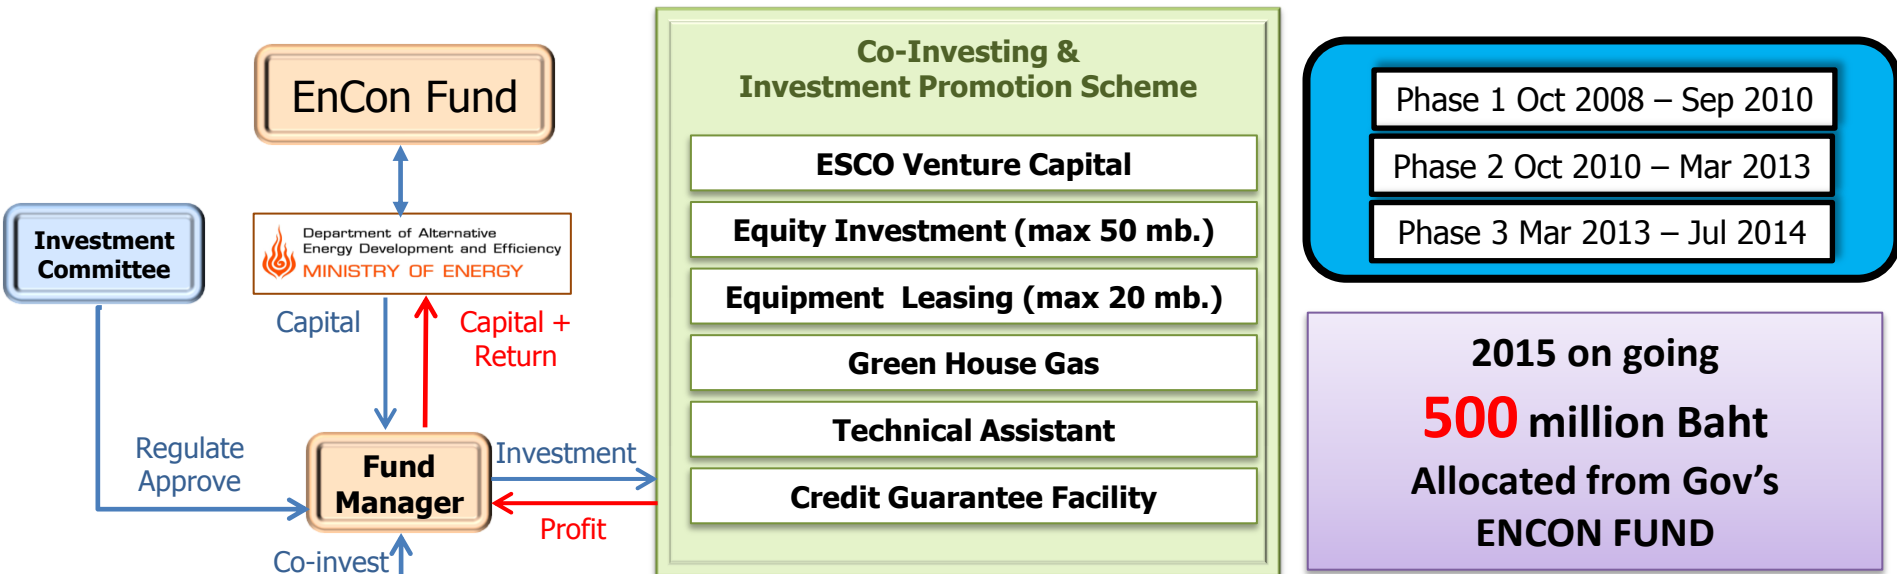 EnCon Fund
Investment
Committee
Department of Alternative
Energy Development and Efficiency
MINISTRY OF ENERGY
Capital
Capital +
Return
Regulate
Approve
Fund
Manager
Investment
Profit
Co-invest
Co-Investing &
Investment Promotion Scheme
ESCO Venture Capital
Equity Investment (max 50 mb.)
Equipment Leasing (max 20 mb.)
Green House Gas
Technical Assistant
Credit Guarantee Facility
Phase 1 Oct 2008 – Sep 2010
Phase 2 Oct 2010 – Mar 2013
Phase 3 Mar 2013 – Jul 2014
2015 on going
500 million Baht
Allocated from Gov’s
ENCON FUND